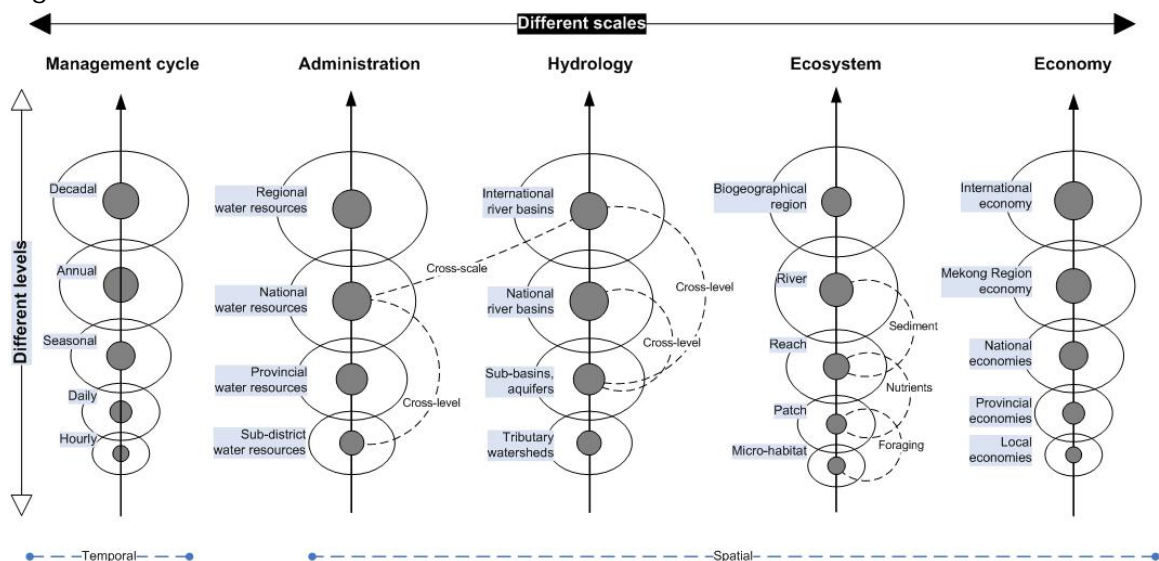 Different scales
Management cycle
Administration
Hydrology
Ecosystem
Economy
Different levels
Decadal
Annual
Seasonal
Daily
Hourly
Regional
water resources
National
water resources
Provincial
water resources
Sub-district
water resources
Cross-scale
Cross-level
International
river basins
National
river basins
Sub-basins,
aquifers
Tributary
watersheds
Cross-level
Cross-level
Biogeographical
region
River
Reach
Patch
Micro-habitat
Sediment
Nutrients
Foraging
International
economy
Mekong Region
economy
National
economies
Provincial
economies
Local
economies
Temporal
Spatial